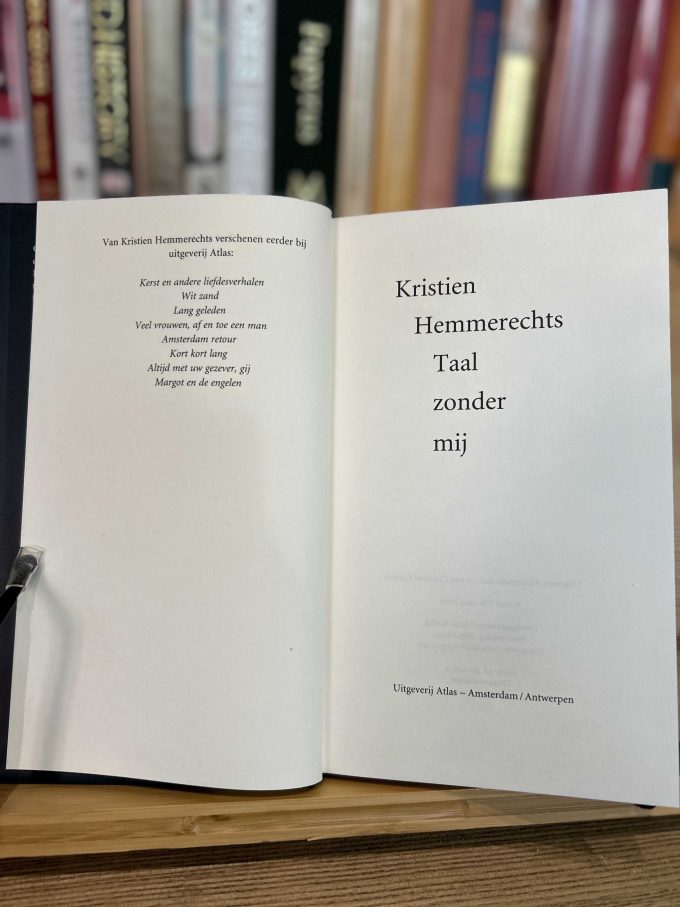 Papyrus
Van Kristien Hemmerechts verschenen eerder bij
uitgeverij Atlas:
Kerst en andere liefdesverhalen
Wit zand
Lang geleden
Veel vrouwen, af en toe een man
Amsterdam retour
Kort kort lang
Altijd met uw gezever, gij
Margot en de engelen
Kristien
Hemmerechts
Taal
zonder
mij
Uitgeverij Atlas – Amsterdam / Antwerpen